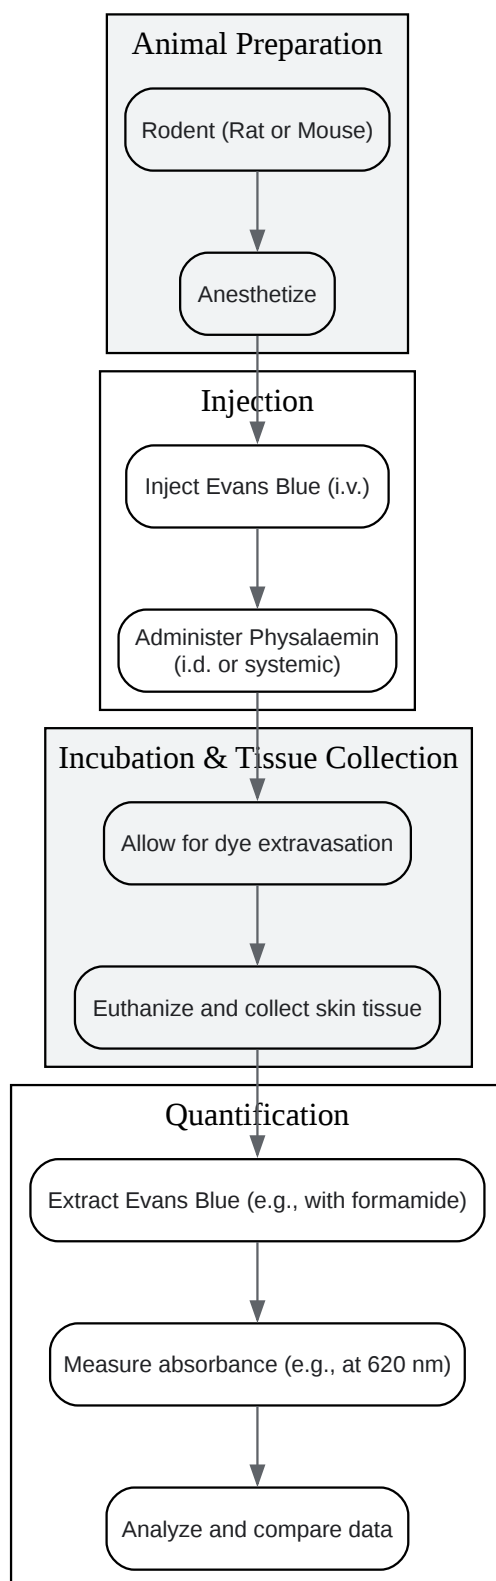 Animal Preparation
Rodent (Rat or Mouse)
Anesthetize
Injection
Inject Evans Blue (i.v.)
Administer Physalaemin
(i.d. or systemic)
Incubation & Tissue Collection
Allow for dye extravasation
Euthanize and collect skin tissue
Quantification
Extract Evans Blue (e.g., with formamide)
Measure absorbance (e.g., at 620 nm)
Analyze and compare data